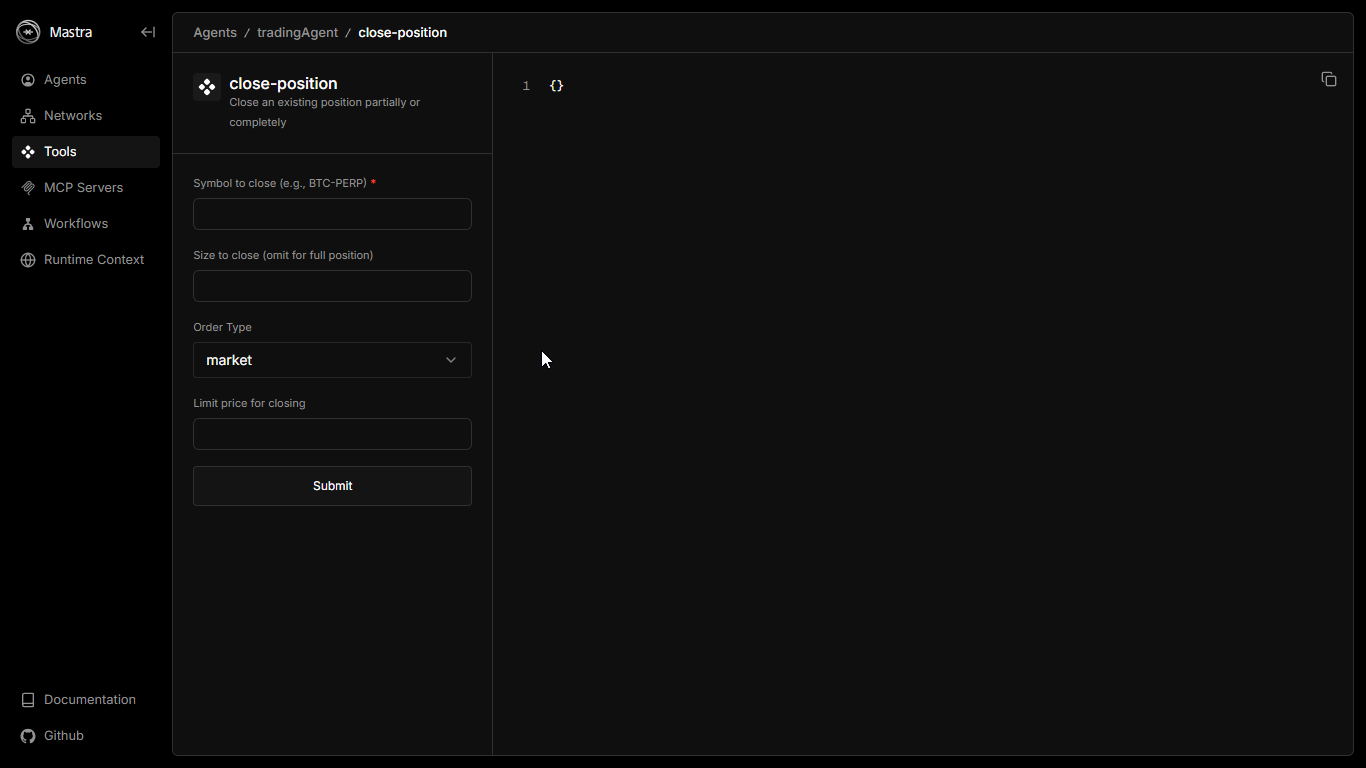 Mastra
Agents
Networks
Tools
MCP Servers
Workflows
Runtime Context
Documentation
Github
Agents / tradingAgent / close-position
close-position
Close an existing position partially or
completely
Symbol to close (e.g., BTC-PERP) *
Size to close (omit for full position)
Order Type
market
Limit price for closing
Submit
1 {}